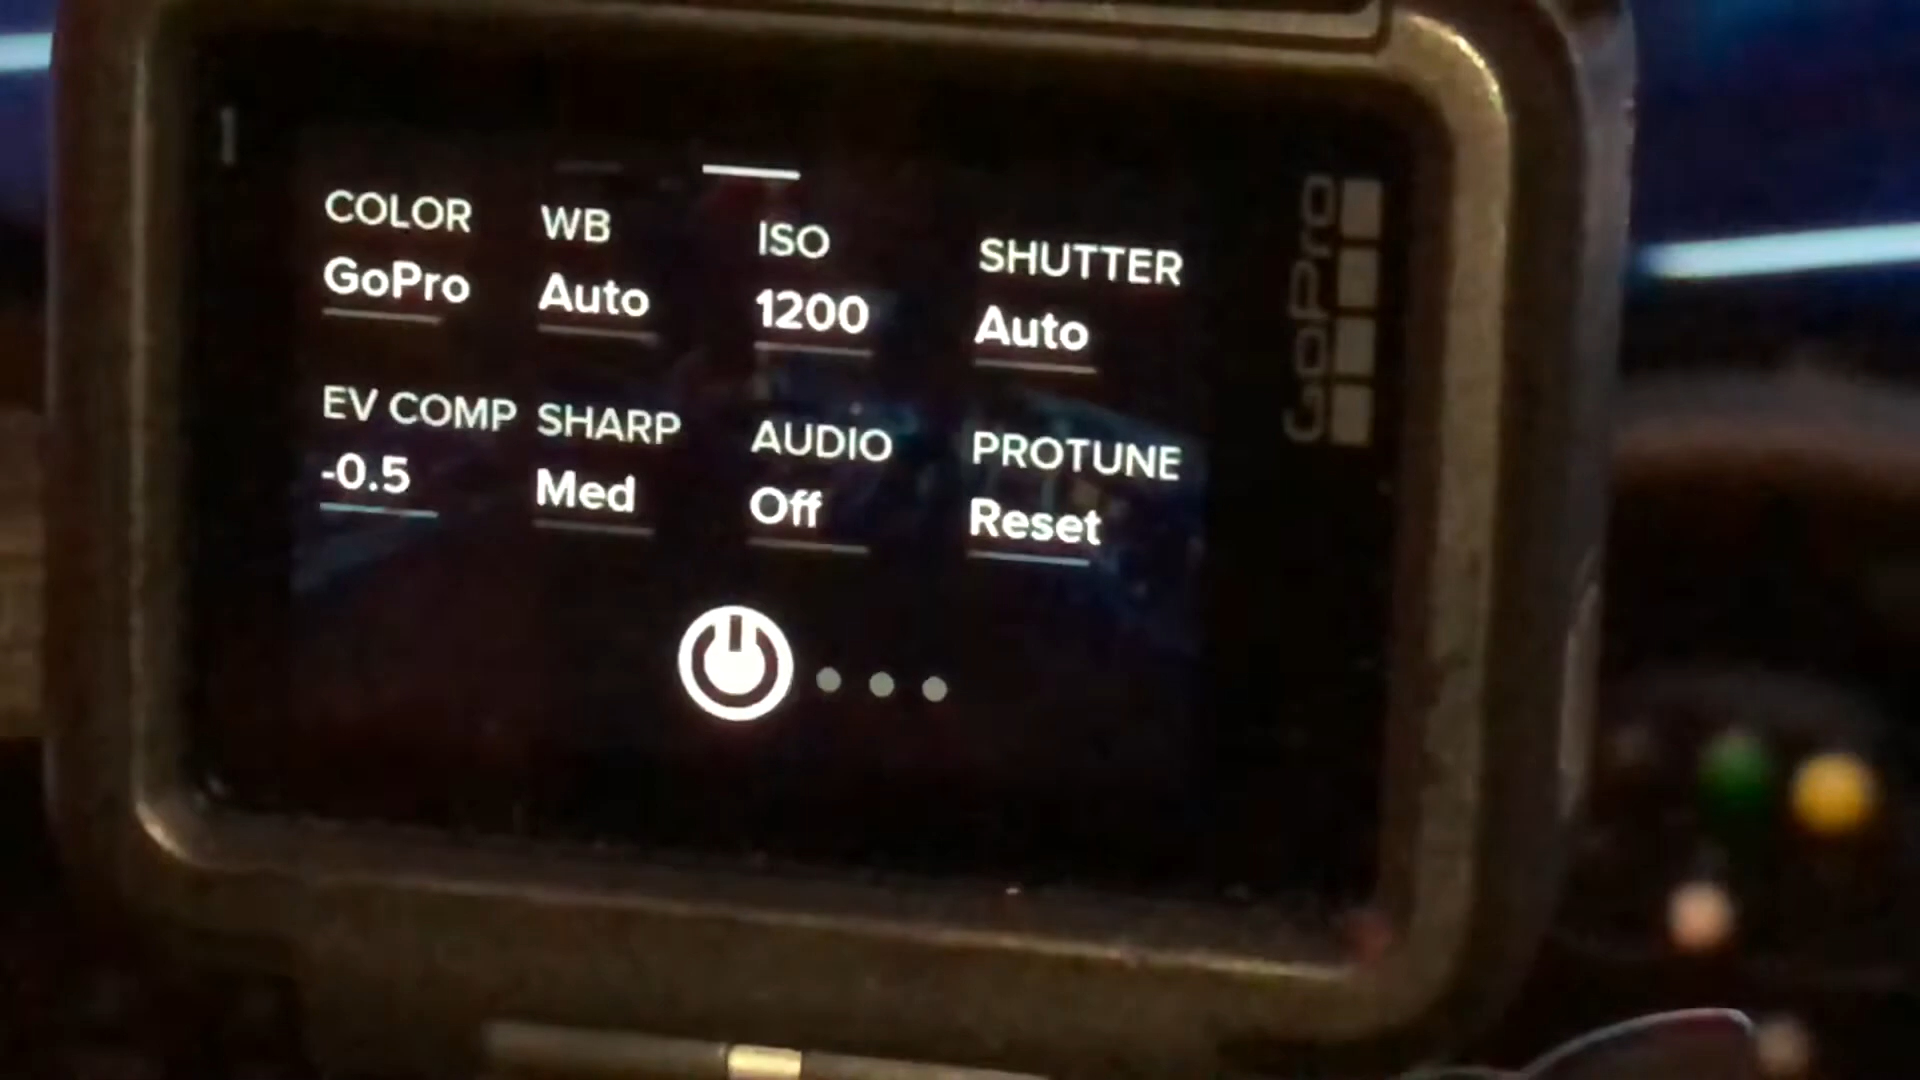 COLOR WB ISO SHUTTER
GoPro Auto 1200 Auto
EV COMP SHARP AUDIO PROTUNE
-0.5 Med Off Reset
GoPro